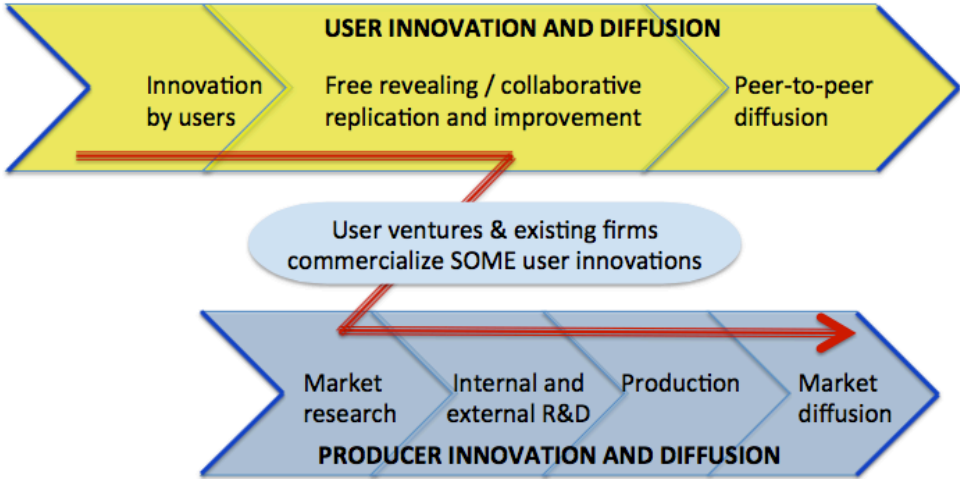 USER INNOVATION AND DIFFUSION
Innovation
by users
Free revealing / collaborative
replication and improvement
Peer-to-peer
diffusion
User ventures & existing firms
commercialize SOME user innovations
Market
research
Internal and
external R&D
Production
Market
diffusion
PRODUCER INNOVATION AND DIFFUSION